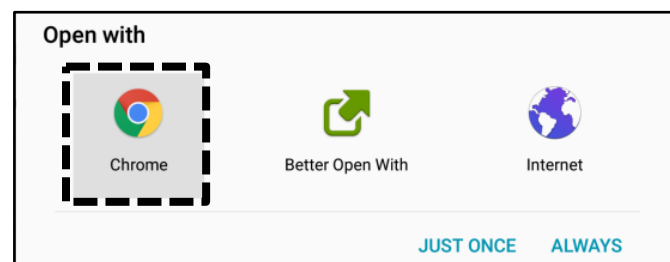 Open with
Chrome
Better Open With
Internet
JUST ONCE
ALWAYS